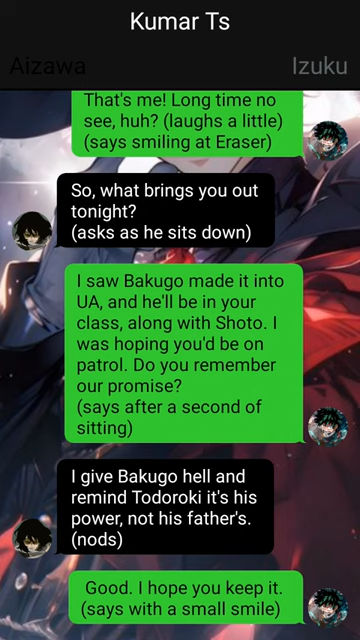 Kumar Ts
Aizawa
Izuku
That's me! Long time no
see, huh? (laughs a little)
(says smiling at Eraser)
So, what brings you out
tonight?
(asks as he sits down)
I saw Bakugo made it into
UA, and he'll be in your
class, along with Shoto. I
was hoping you'd be on
patrol. Do you remember
our promise?
(says after a second of
sitting)
I give Bakugo hell and
remind Todoroki it's his
power, not his father's.
(nods)
Good. I hope you keep it.
(says with a small smile)